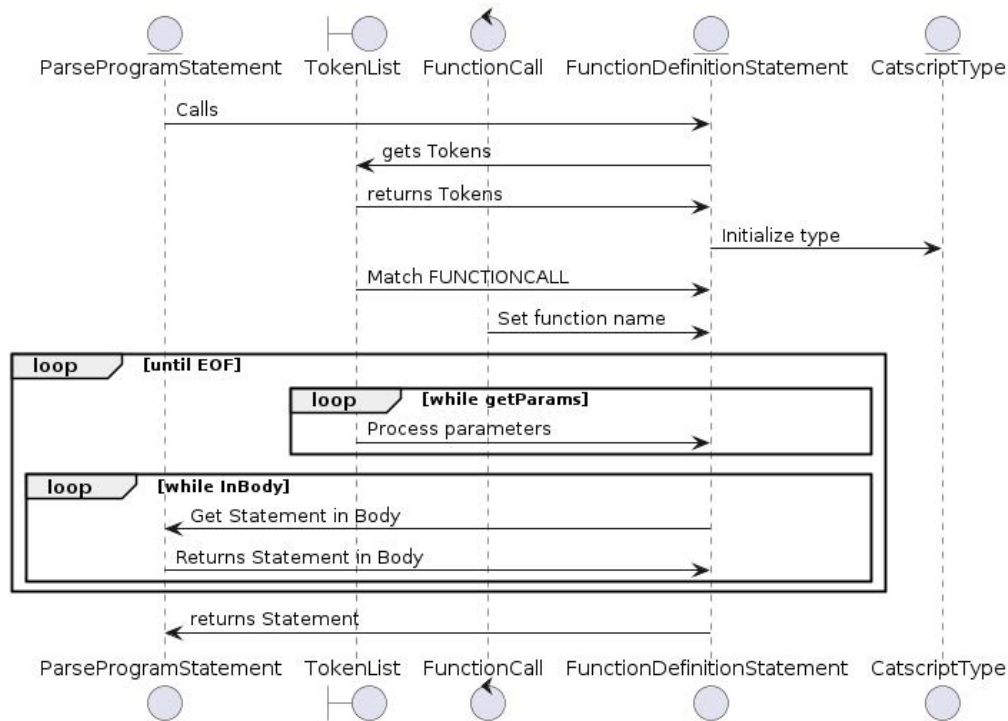 ParseProgramStatement TokenList FunctionCall FunctionDefinitionStatement CatscriptType
Calls
gets Tokens
returns Tokens
Initialize type
Match FUNCTIONCALL
Set function name
loop [until EOF]
loop [while getParams]
Process parameters
loop [while InBody]
Get Statement in Body
Returns Statement in Body
returns Statement
ParseProgramStatement TokenList FunctionCall FunctionDefinitionStatement CatscriptType